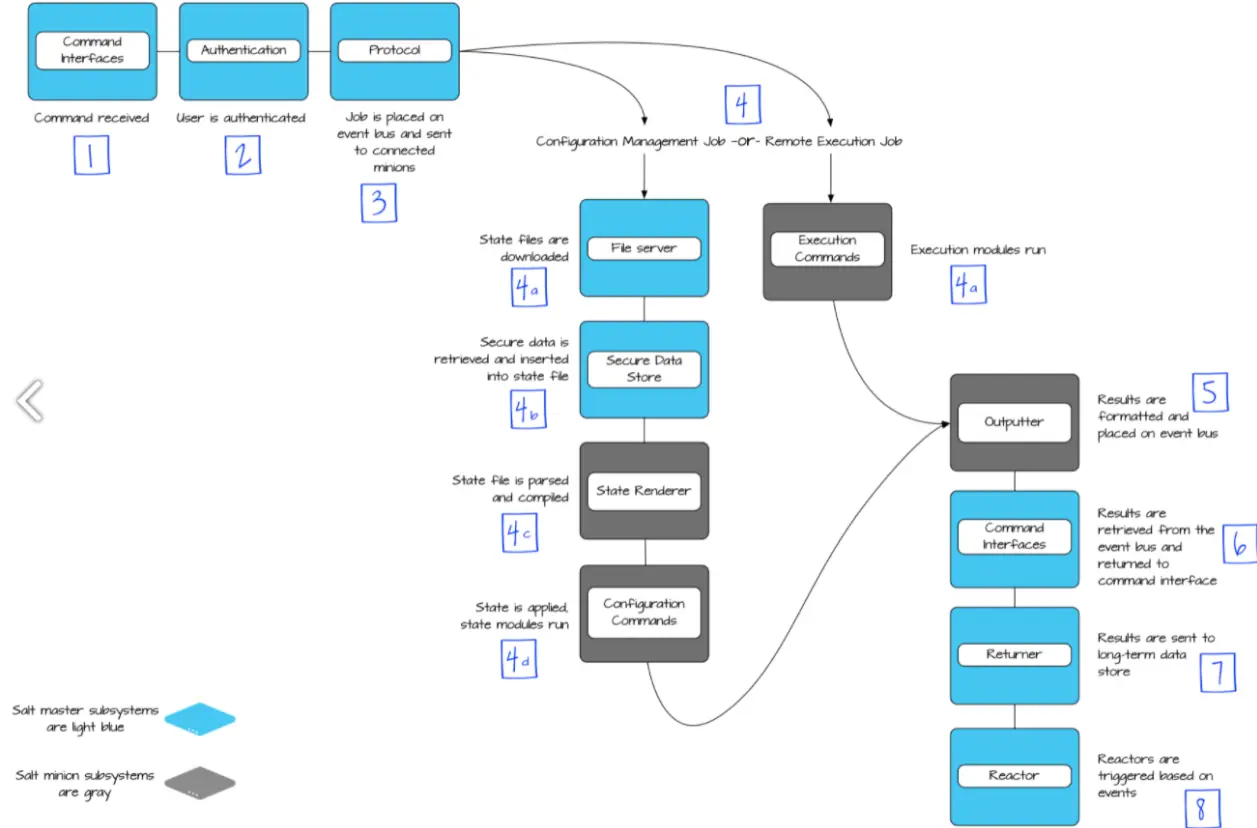 Command
Interfaces
Authentication
Protocol
Command received
User is authenticated
Job is placed on
event bus and sent
to connected
minions
1
2
3
4
Configuration Management Job -or- Remote Execution Job
State files are
downloaded
4a
File server
Execution
Commands
Execution modules run
4a
Secure data is
retrieved and inserted
into state file
4b
Secure Data
Store
State file is parsed
and compiled
4c
State Renderer
State is applied,
state modules run
4d
Configuration
Commands
Outputter
Results are
formatted and
placed on event bus
5
Command
Interfaces
Results are
retrieved from the
event bus and
returned to
command interface
6
Returner
Results are sent to
long-term data
store
7
Reactor
Reactors are
triggered based on
events
8
Salt master subsystems
are light blue
Salt minion subsystems
are gray